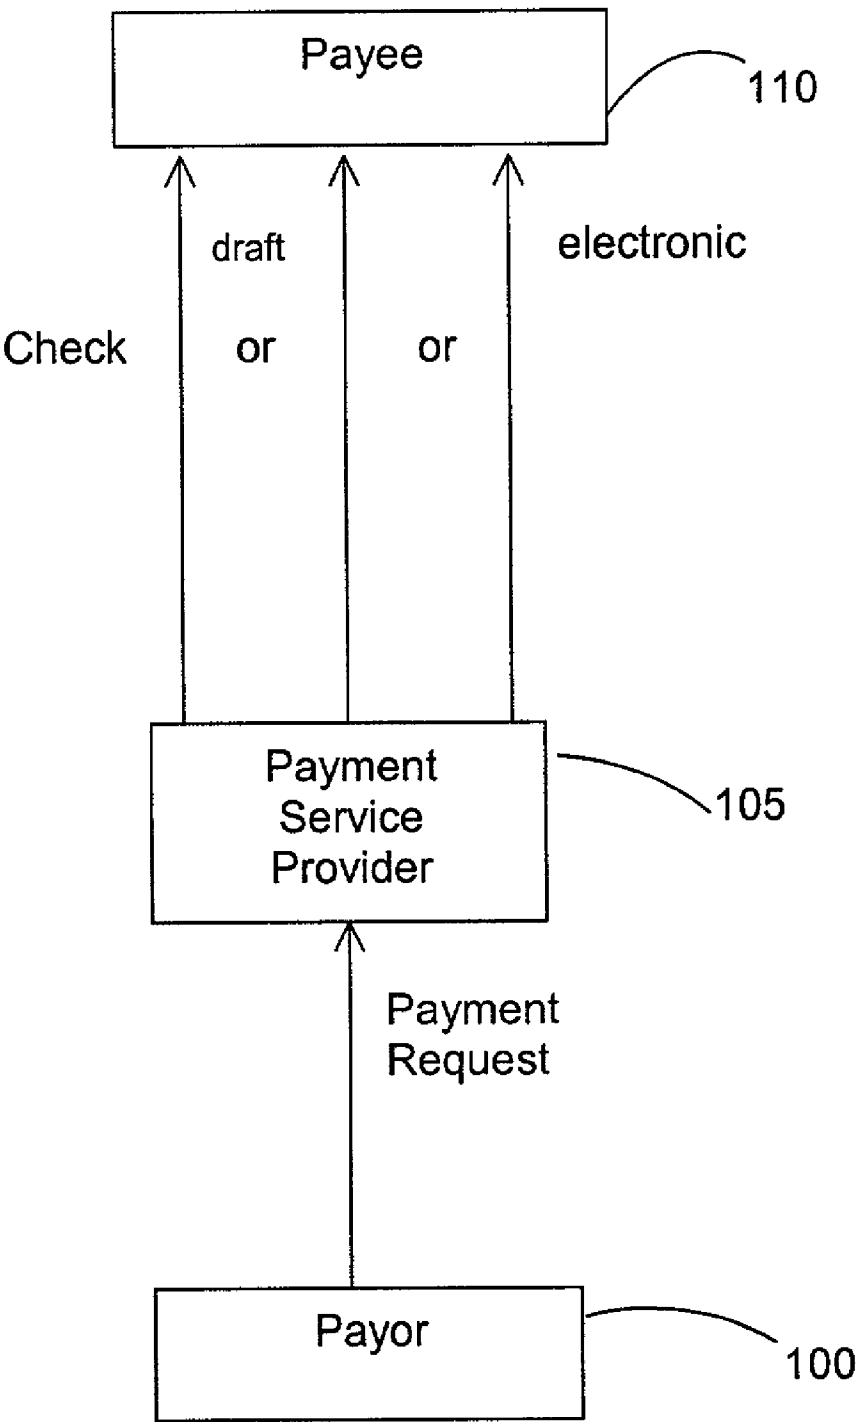 Payee
110
draft
electronic
Check
or
or
Payment
Service
Provider
105
Payment
Request
Payor
100